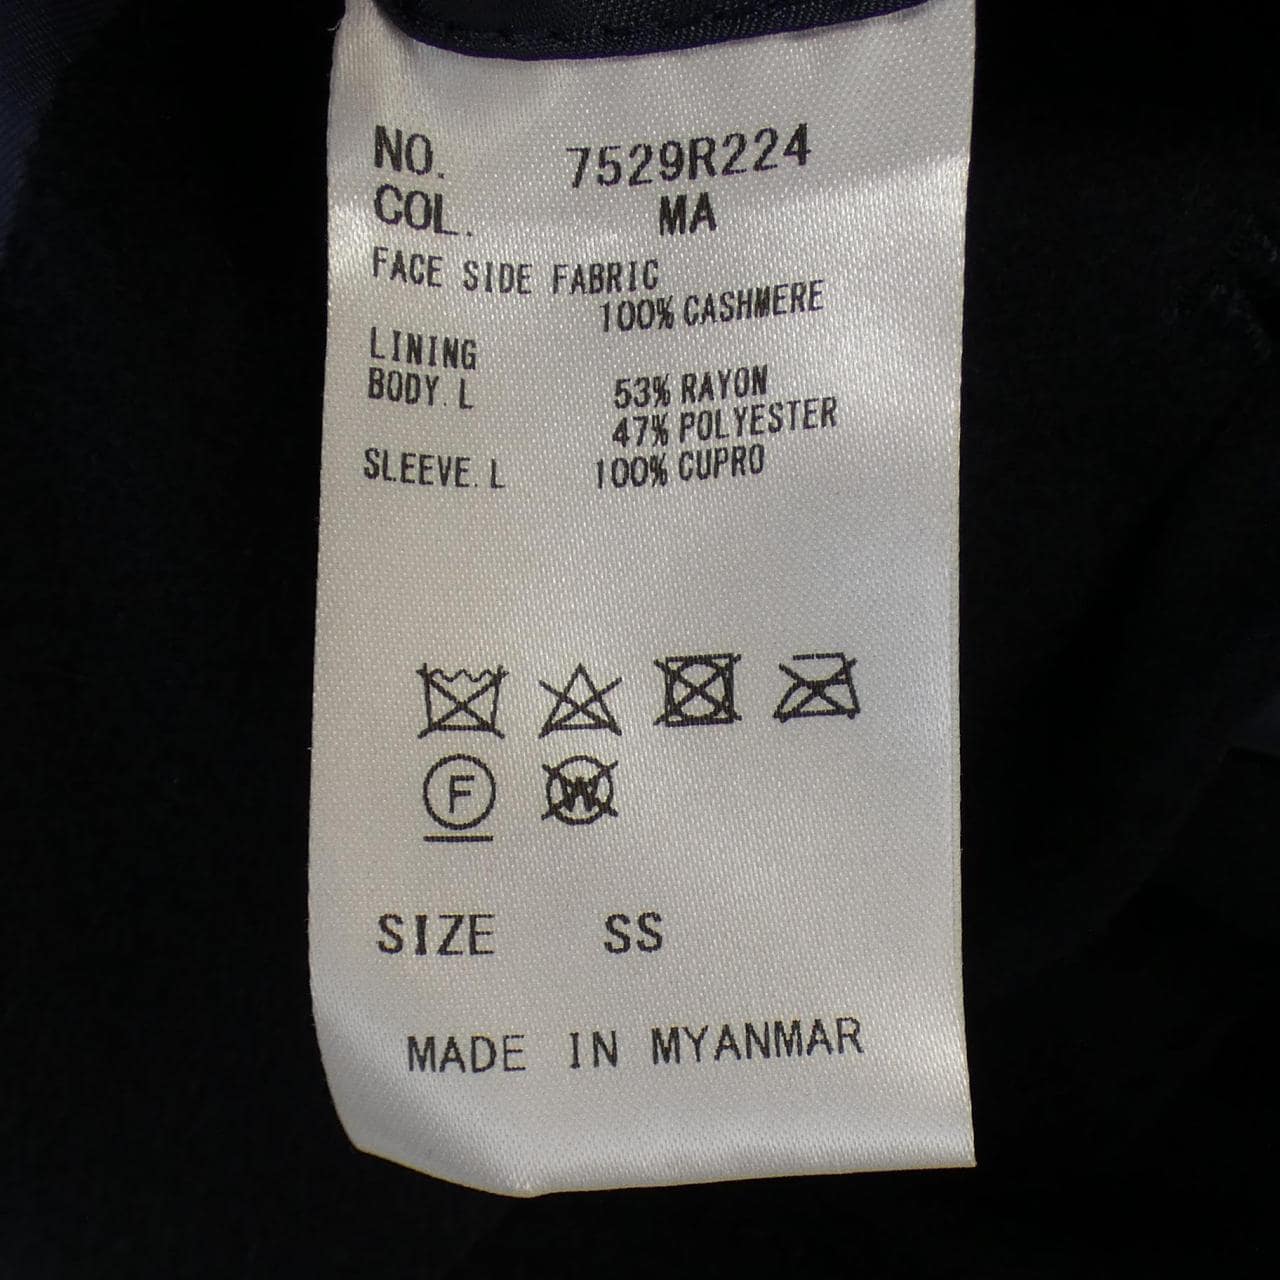 NO. 7529R224
COL. MA
FACE SIDE FABRIC
100% CASHMERE
LINING
BODY.L 53% RAYON
47% POLYESTER
SLEEVE.L 100% CUPRO
F W
SIZE SS
MADE IN MYANMAR